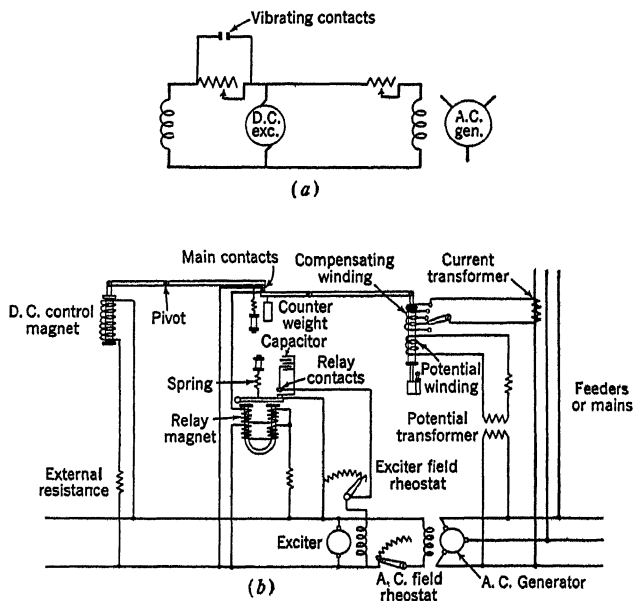 Vibrating contacts
D.C.
exc.
A.C.
gen.
(a)
Main contacts
Compensating
winding
Current
transformer
D.C. control
magnet
Pivot
Counter
weight
Capacitor
Relay
contacts
Spring
Potential
winding
Feeders
or mains
Relay
magnet
Potential
transformer
External
resistance
Exciter field
rheostat
Exciter
(b)
A.C. field
rheostat
A.C. Generator